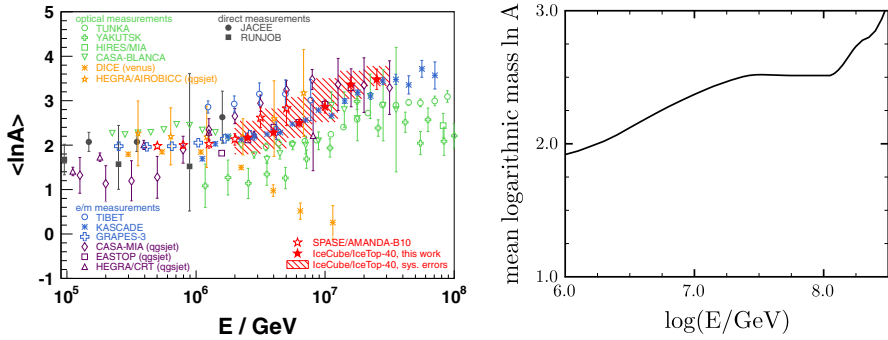 optical measurements
TUNKA
YAKUTSK
HIRES/MIA
CASA-BLANCA
DICE (venus)
HEGRA/AIROBICC (qgsjet)
direct measurements
JACEE
RUNJOB
5
4
3
2
1
0
-1
<lnA>
e/m measurements
TIBET
KASCADE
GRAPES-3
CASA-MIA (qgsjet)
EASTOP (qgsjet)
HEGRA/CRT (qgsjet)
SPASE/AMANDA-B10
IceCube/IceTop-40, this work
IceCube/IceTop-40, sys. errors
10^5 10^6 10^7 10^8
E / GeV
mean logarithmic mass ln A
3.0
2.0
1.0
6.0 7.0 8.0
log(E/GeV)